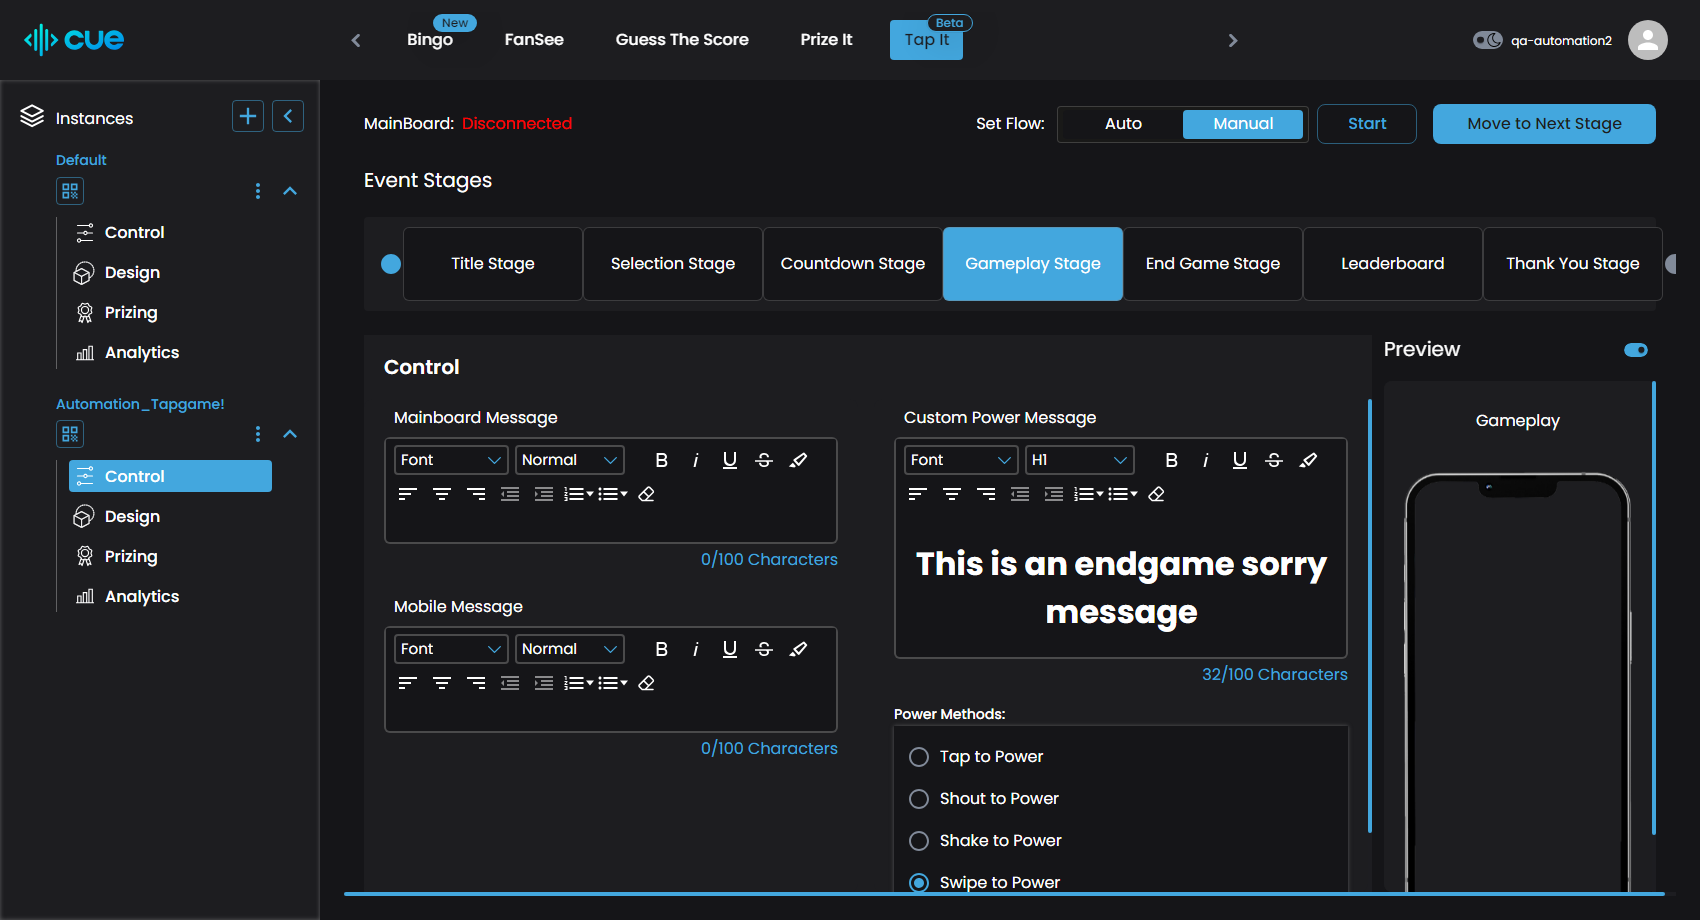 cue
New
Bingo
FanSee
Guess The Score
Prize It
Beta
Tap It
qa-automation2
Instances
Default
Control
Design
Prizing
Analytics
Automation_Tapgame!
Control
Design
Prizing
Analytics
MainBoard: Disconnected
Set Flow:
Auto
Manual
Start
Move to Next Stage
Event Stages
Title Stage
Selection Stage
Countdown Stage
Gameplay Stage
End Game Stage
Leaderboard
Thank You Stage
Control
Mainboard Message
Font
Normal
B
i
U
S
0/100 Characters
Mobile Message
Font
Normal
B
i
U
S
0/100 Characters
Custom Power Message
Font
H1
B
i
U
S
This is an endgame sorry
message
32/100 Characters
Power Methods:
Tap to Power
Shout to Power
Shake to Power
Swipe to Power
Preview
Gameplay